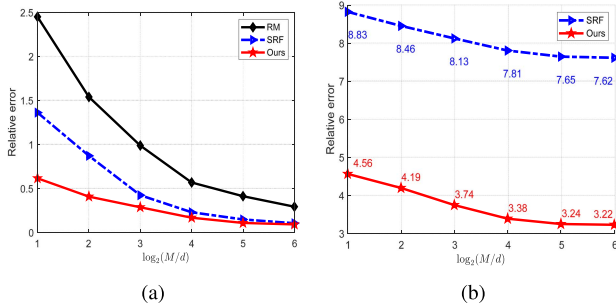 2.5
2
1.5
1
0.5
0
Relative error
RM
SRF
Ours
1 2 3 4 5 6
log₂(M/d)
(a)
9
8
7
6
5
4
3
Relative error
SRF
Ours
8.83 8.46 8.13 7.81 7.65 7.62
4.56 4.19 3.74 3.38 3.24 3.22
1 2 3 4 5 6
log₂(M/d)
(b)